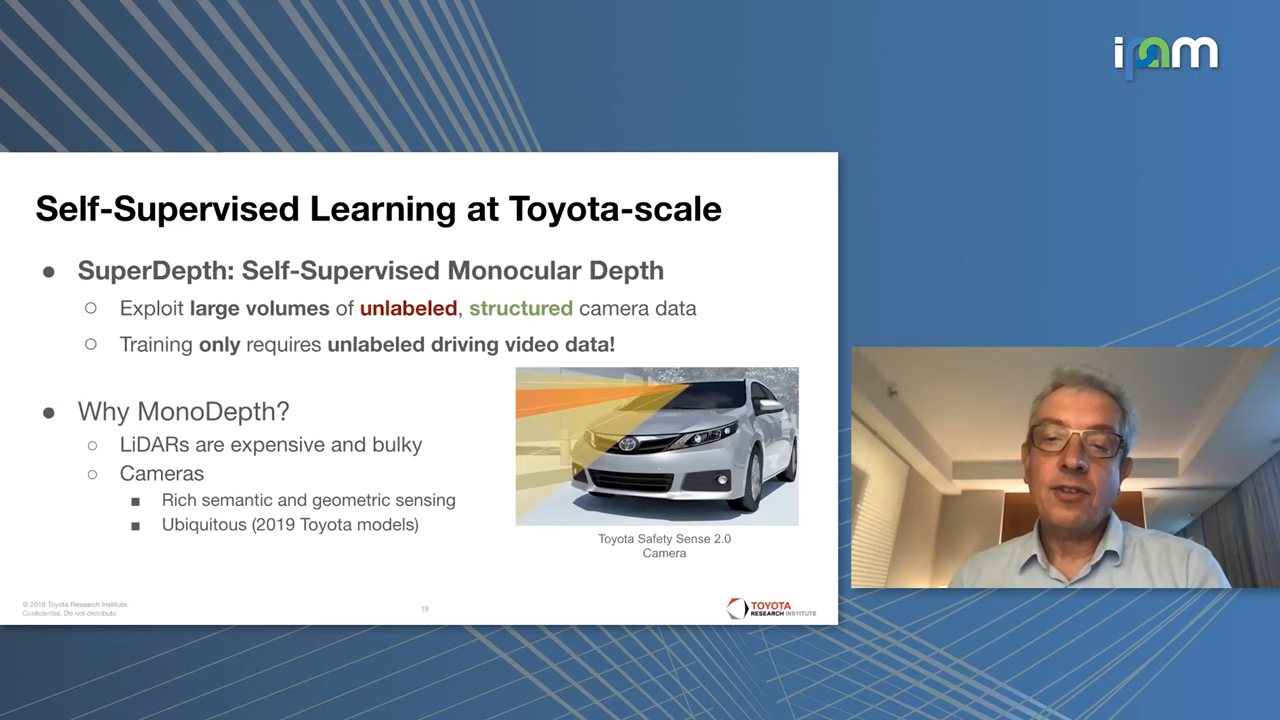 ipam
Self-Supervised Learning at Toyota-scale
● SuperDepth: Self-Supervised Monocular Depth
○ Exploit large volumes of unlabeled, structured camera data
○ Training only requires unlabeled driving video data!
● Why MonoDepth?
○ LiDARs are expensive and bulky
○ Cameras
■ Rich semantic and geometric sensing
■ Ubiquitous (2019 Toyota models)
Toyota Safety Sense 2.0
Camera
© 2018 Toyota Research Institute.
Confidential. Do not distribute.
19
TOYOTA
RESEARCH INSTITUTE